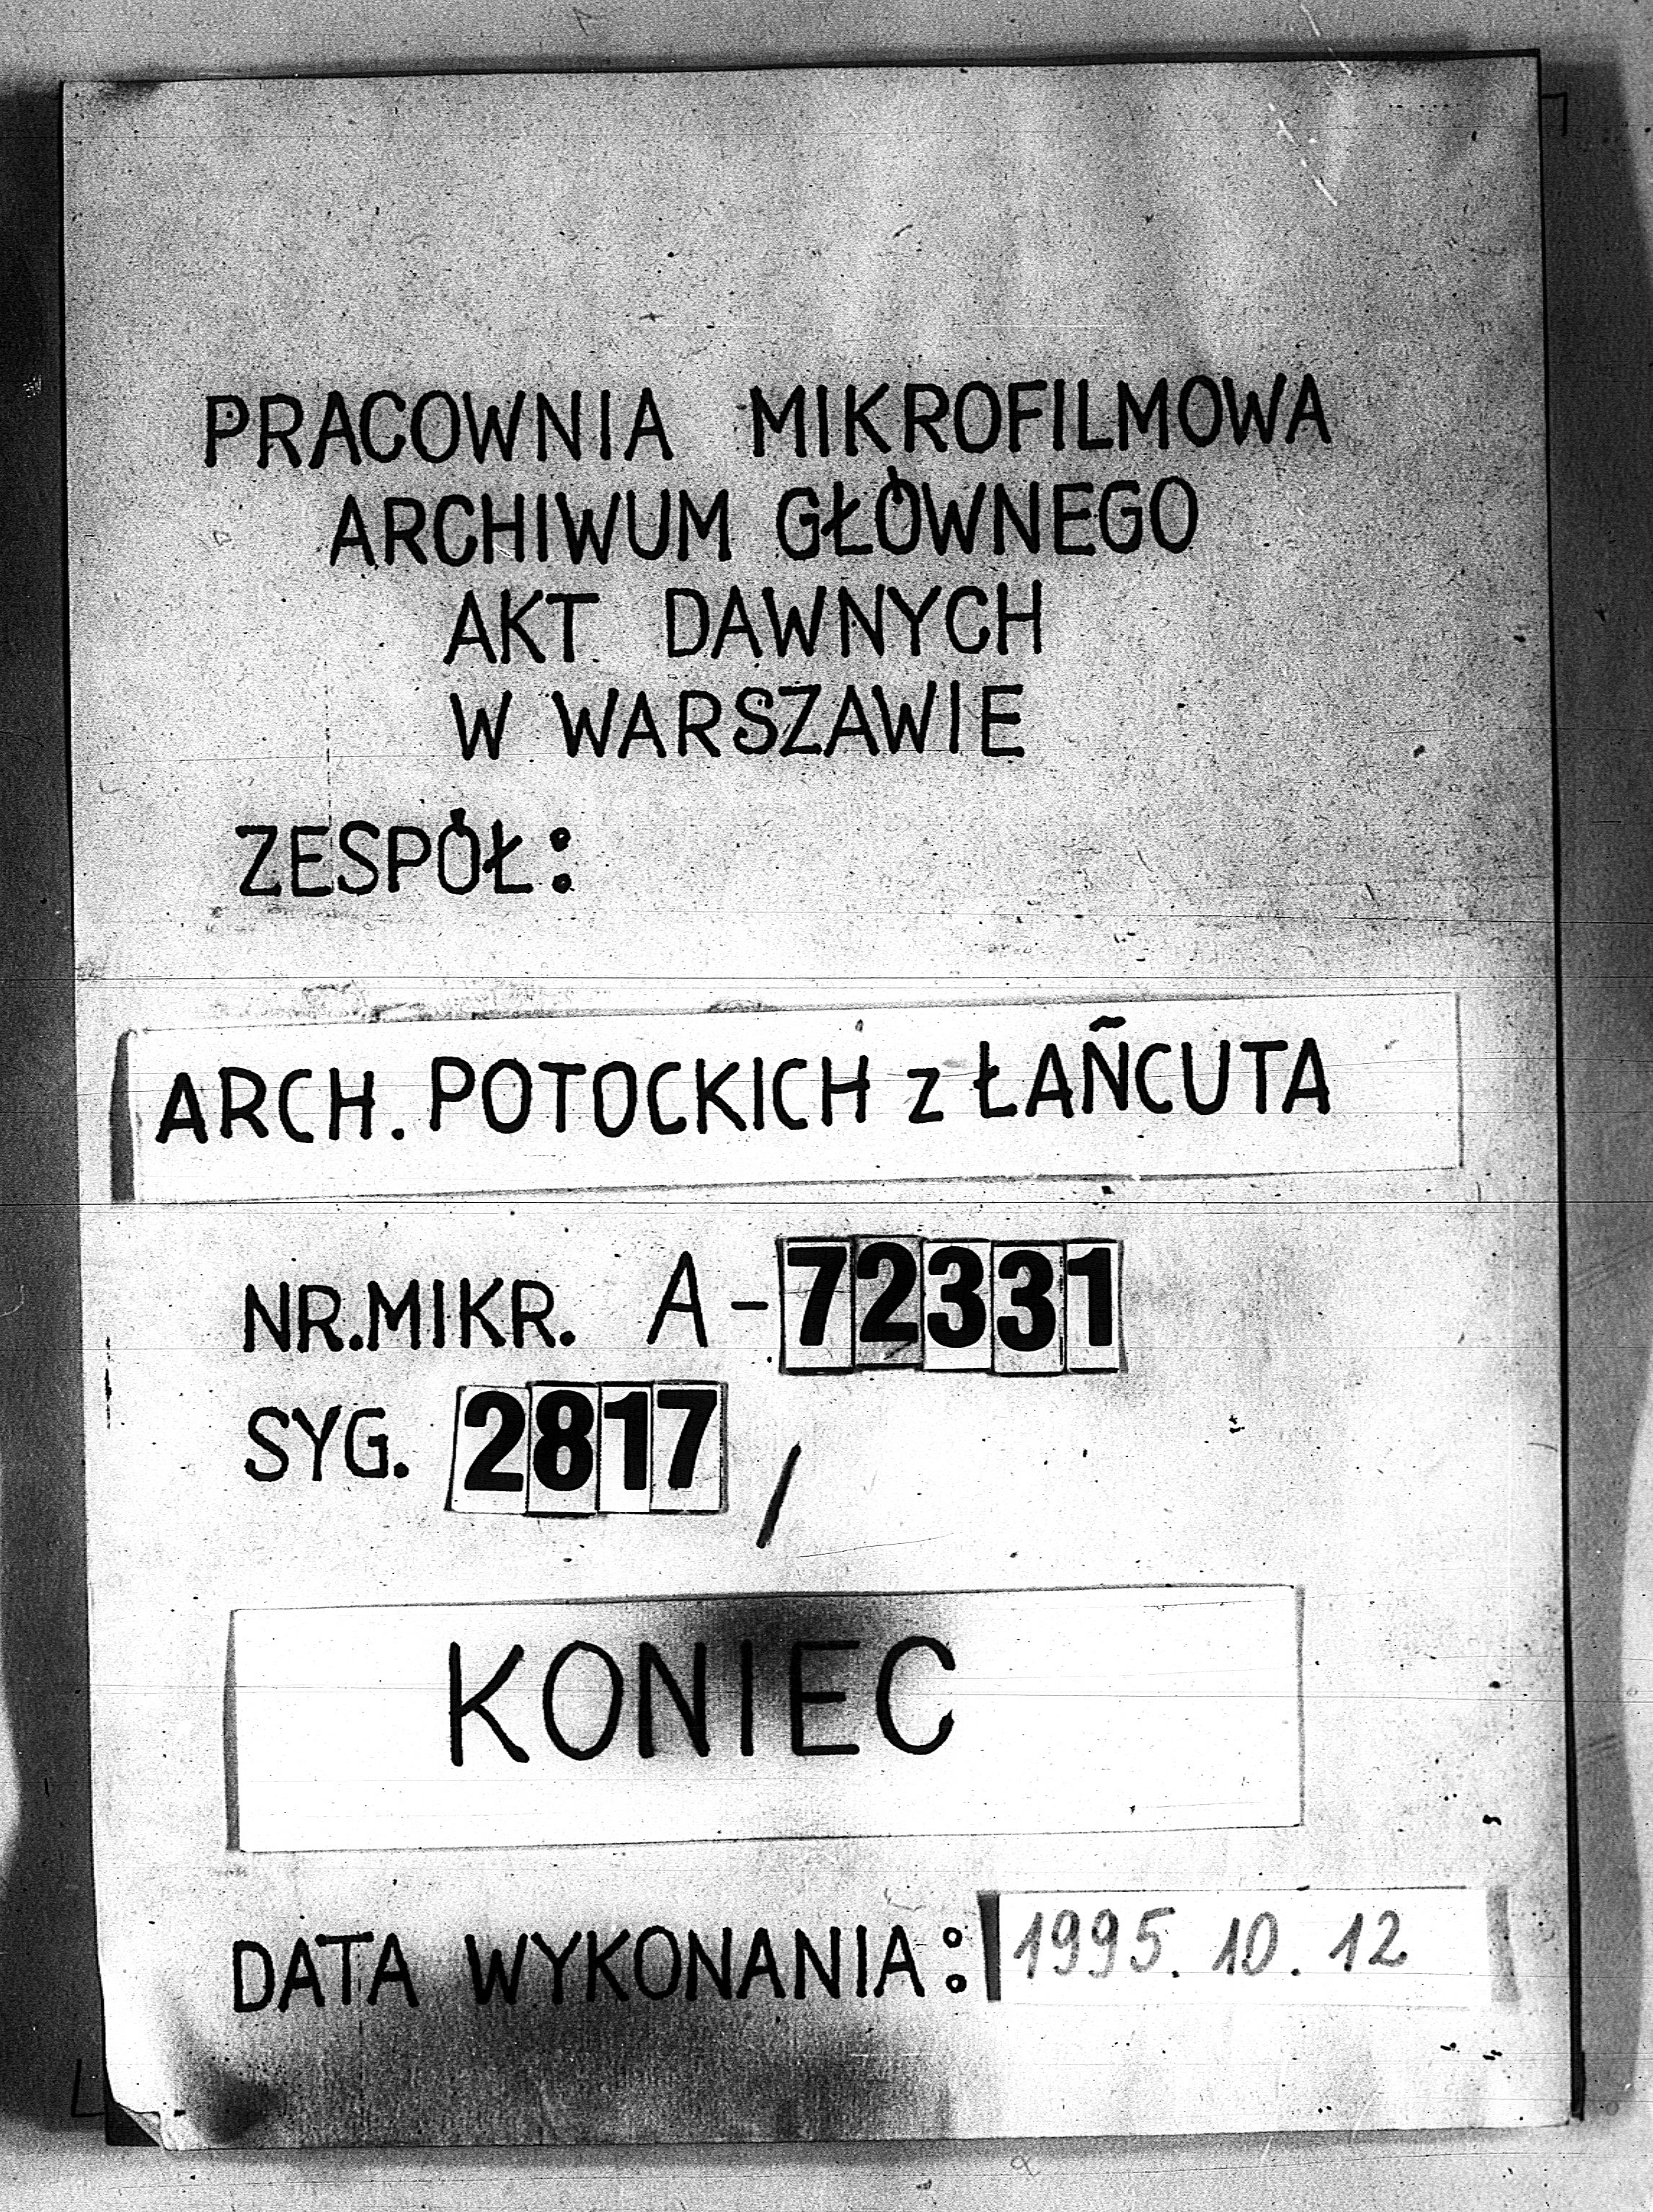 PRACOWNIA MIKROFILMOWA
ARCHIWUM GŁÓWNEGO
AKT DAWNYCH
W WARSZAWIE
ZESPÓŁ:
ARCH. POTOCKICH z ŁAŃCUTA
NR.MIKR. A-72331
SYG. 2817/
KONIEC
DATA WYKONANIA: 1995.10.12